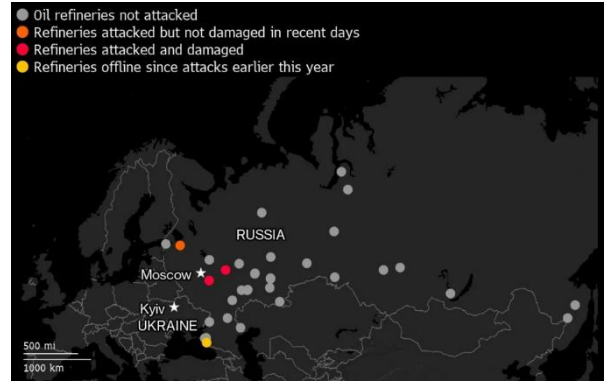 Oil refineries not attacked
Refineries attacked but not damaged in recent days
Refineries attacked and damaged
Refineries offline since attacks earlier this year
RUSSIA
Moscow
Kyiv
UKRAINE
500 mi
1000 km